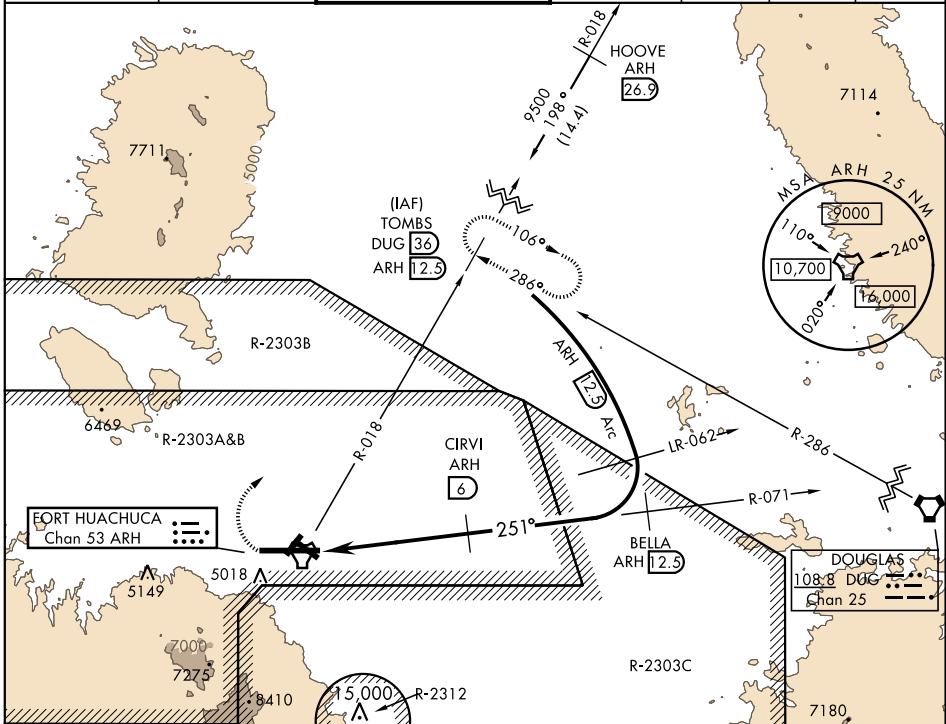 R-018
HOOVE
ARH
26.9
9500
198°
(14.4)
7114
7711
5000
MSA ARH 25 NM
9000
110°
240°
10,700
16,000
020°
(IAF)
TOMBS
DUG 36
ARH 12.5
106°
286°
R-2303B
ARH 12.5 Arc
6469
R-2303A&B
R-018
CIRVI
ARH
6
LR-062
R-286
R-071
FORT HUACHUCA
Chan 53 ARH
251°
BELLA
ARH 12.5
5149
5018
DOUGLAS
108.8 DUG
Chan 25
7000
7275
8410
15,000
R-2312
R-2303C
7180